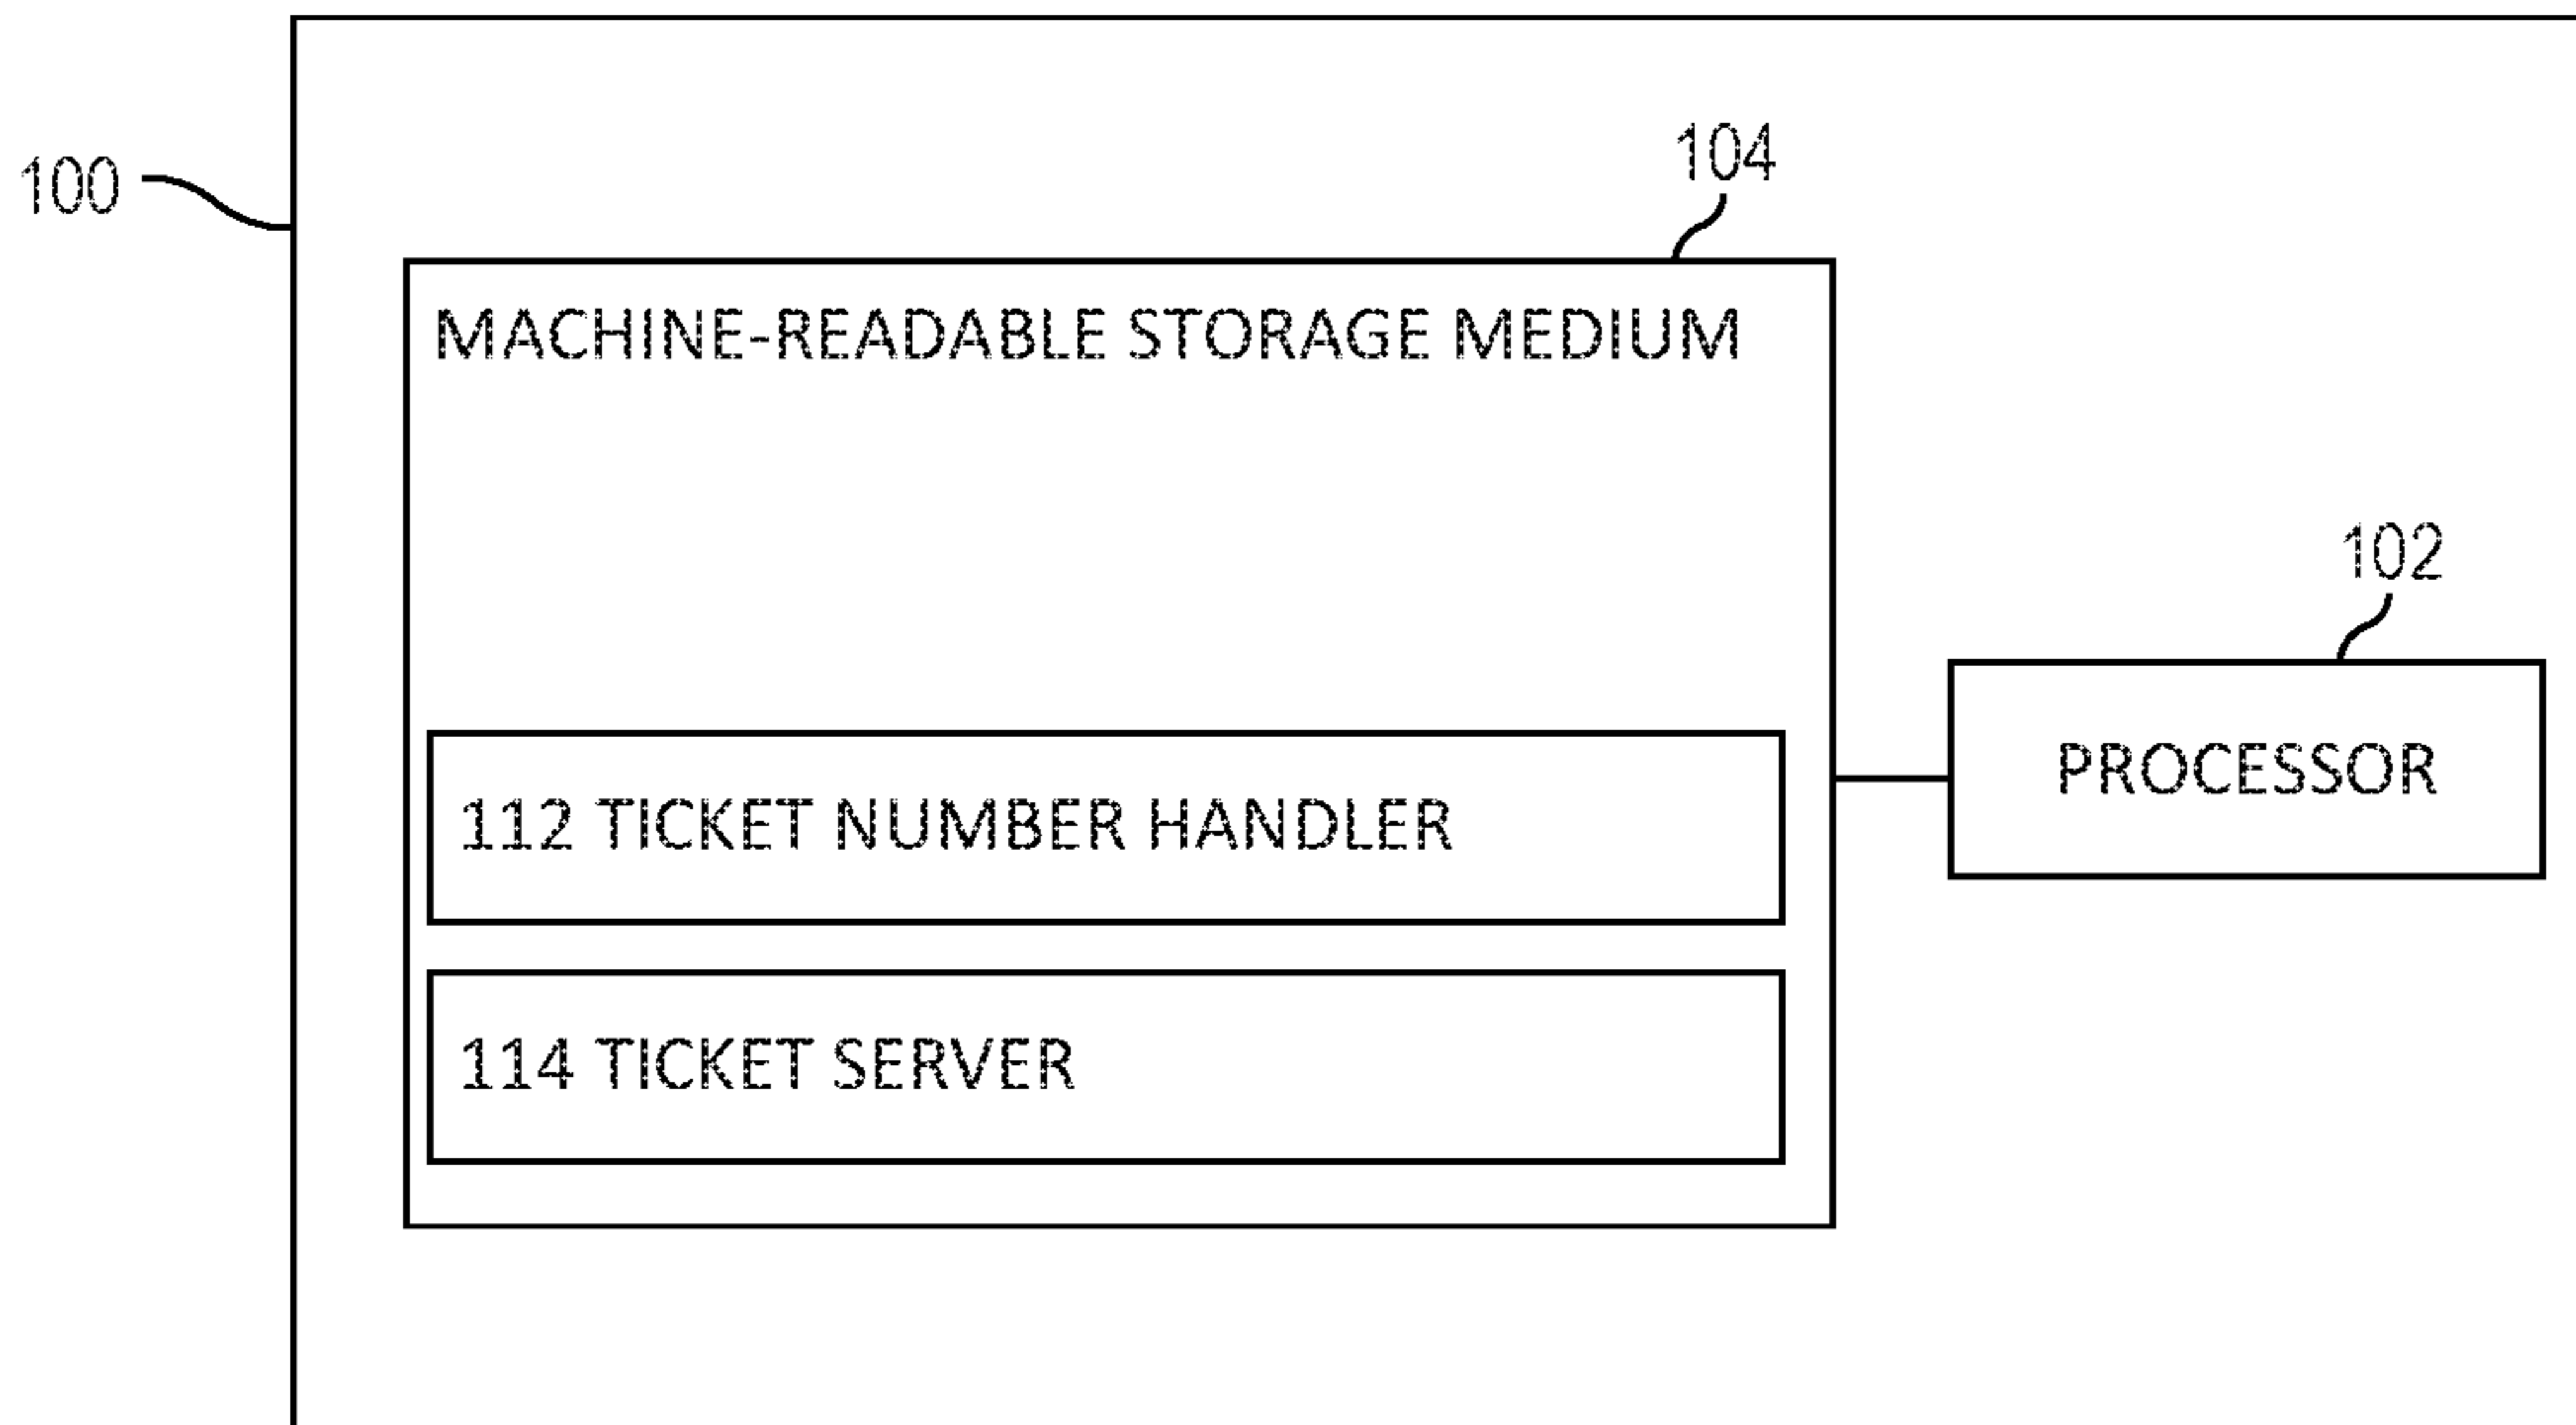 104
100
MACHINE-READABLE STORAGE MEDIUM
102
PROCESSOR
112 TICKET NUMBER HANDLER
114 TICKET SERVER